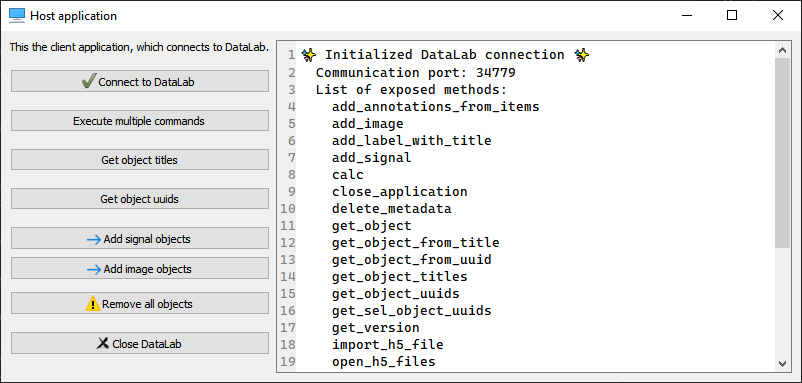 Host application
This the client application, which connects to DataLab.
Connect to DataLab
Execute multiple commands
Get object titles
Get object uuids
Add signal objects
Add image objects
Remove all objects
Close DataLab
1 ✨ Initialized DataLab connection ✨
2 Communication port: 34779
3 List of exposed methods:
4 add_annotations_from_items
5 add_image
6 add_label_with_title
7 add_signal
8 calc
9 close_application
10 delete_metadata
11 get_object
12 get_object_from_title
13 get_object_from_uuid
14 get_object_titles
15 get_object_uuids
16 get_sel_object_uuids
17 get_version
18 import_h5_file
19 open_h5_files